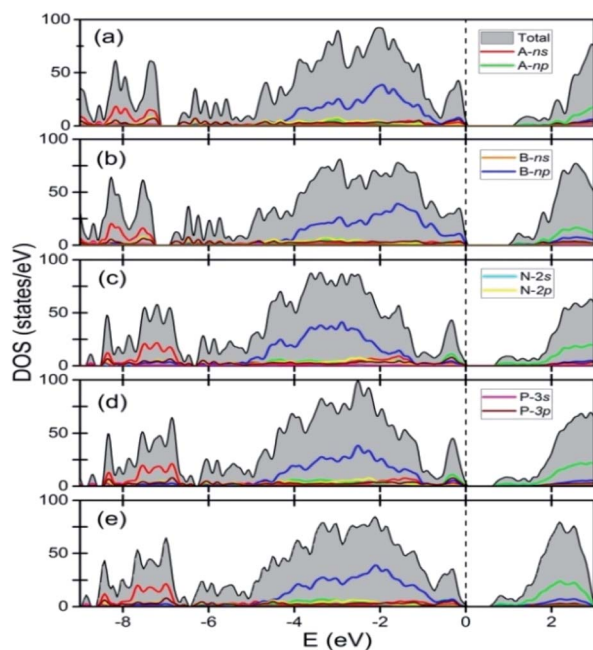 100
(a)
Total
A-ns
A-np
50
0
100
(b)
B-ns
B-np
50
0
100
(c)
N-2s
N-2p
50
0
100
(d)
P-3s
P-3p
50
0
100
(e)
50
0
DOS (states/eV)
-8 -6 -4 -2 0 2
E (eV)